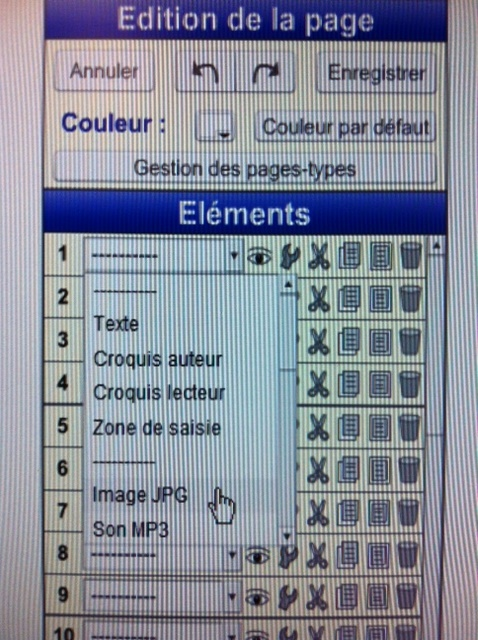 Edition de la page
Annuler
Enregistrer
Couleur :
Couleur par défaut
Gestion des pages-types
Eléments
1 -----------
-----------
2
Texte
3
Croquis auteur
4
Croquis lecteur
5
Zone de saisie
6
-----------
7
Image JPG
Son MP3
8 -----------
9 -----------
10 -----------